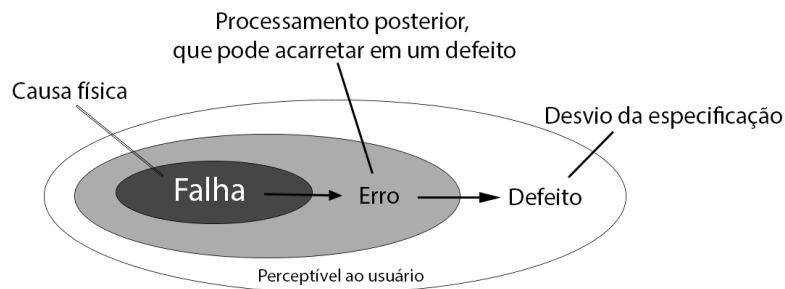 Processamento posterior,
que pode acarretar em um defeito
Causa física
Desvio da especificação
Falha
Erro
Defeito
Perceptível ao usuário